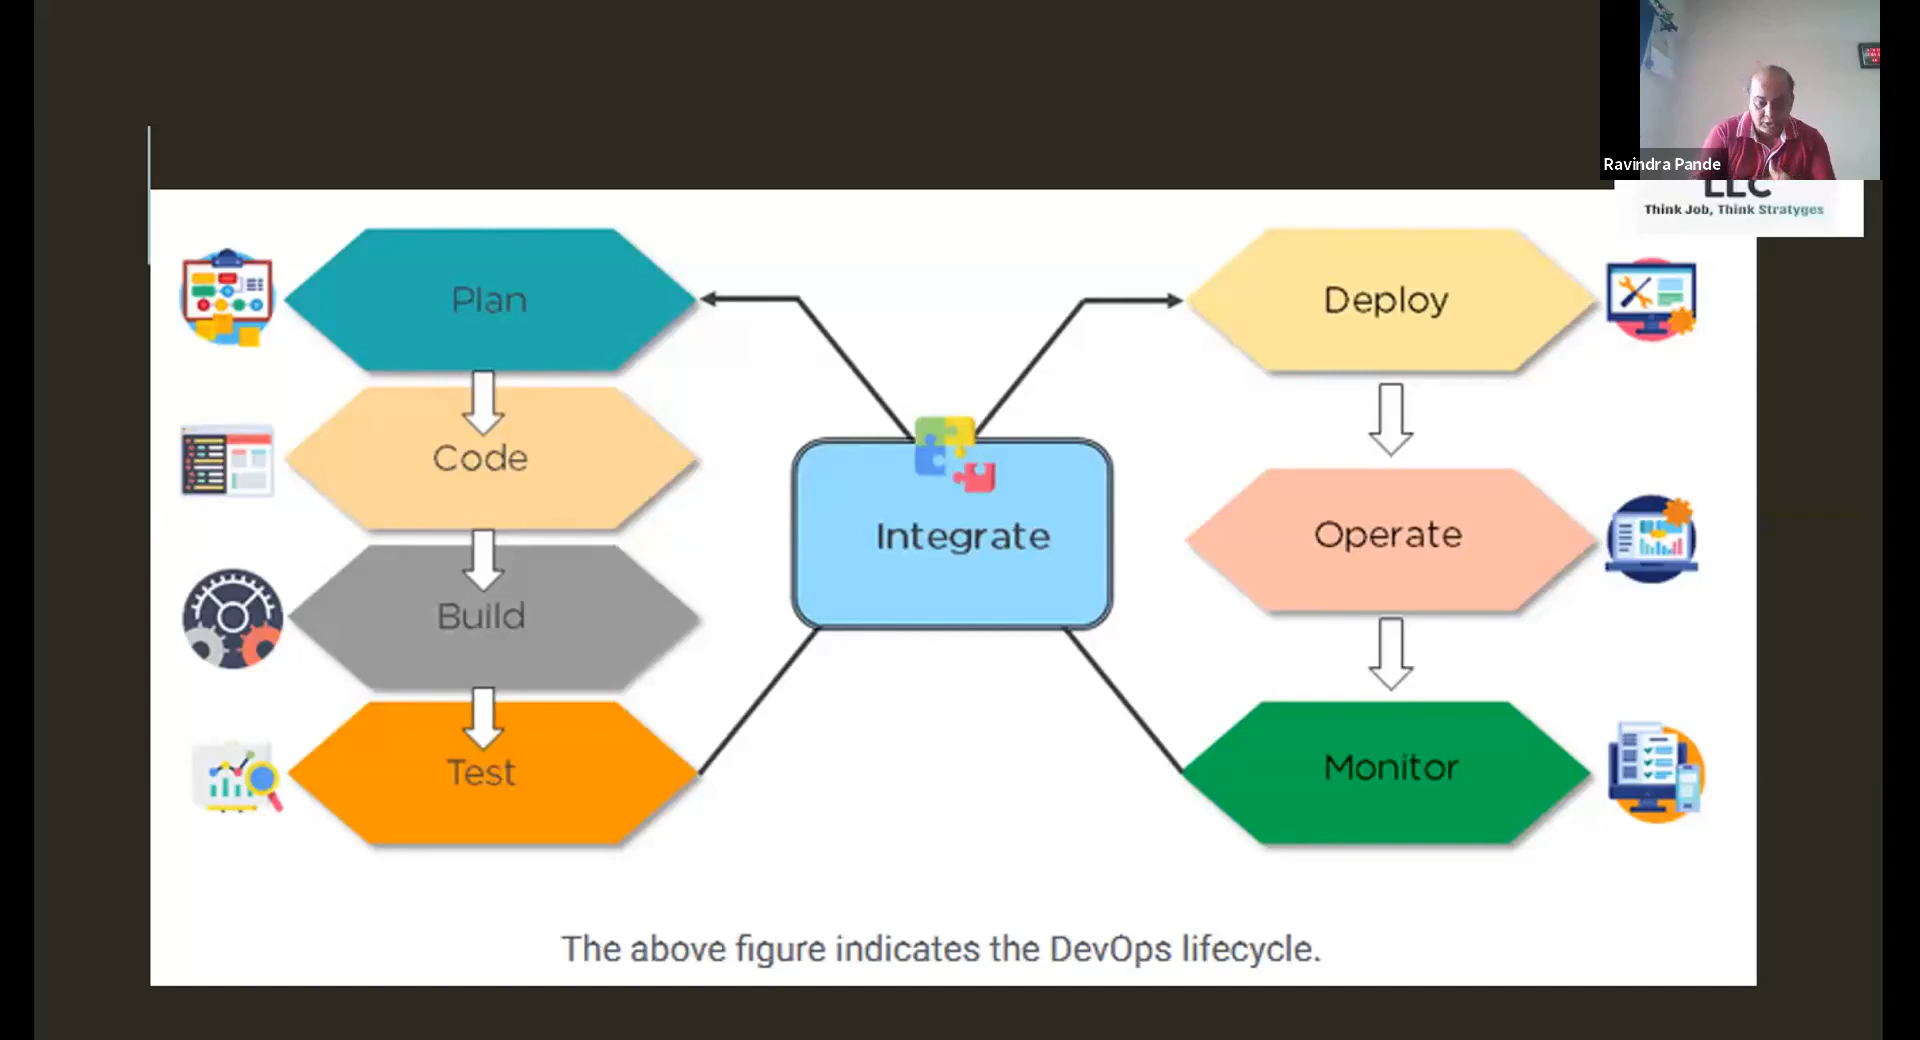 Ravindra Pande
LLC
Think Job, Think Stratyges
Plan
Deploy
Code
Integrate
Operate
Build
Test
Monitor
The above figure indicates the DevOps lifecycle.